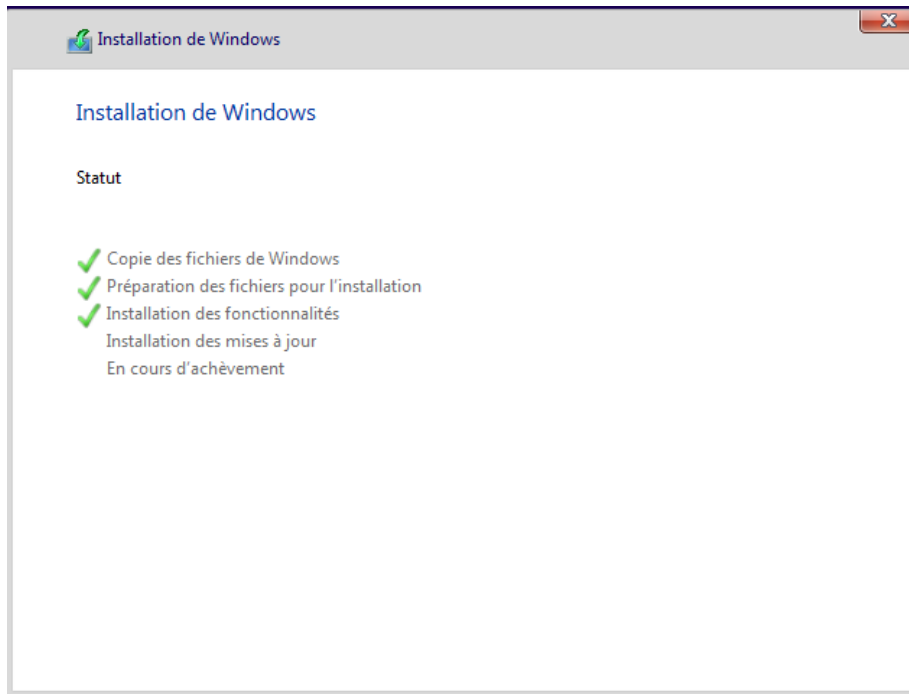 Installation de Windows
Installation de Windows
Statut
Copie des fichiers de Windows
Préparation des fichiers pour l'installation
Installation des fonctionnalités
Installation des mises à jour
En cours d'achèvement